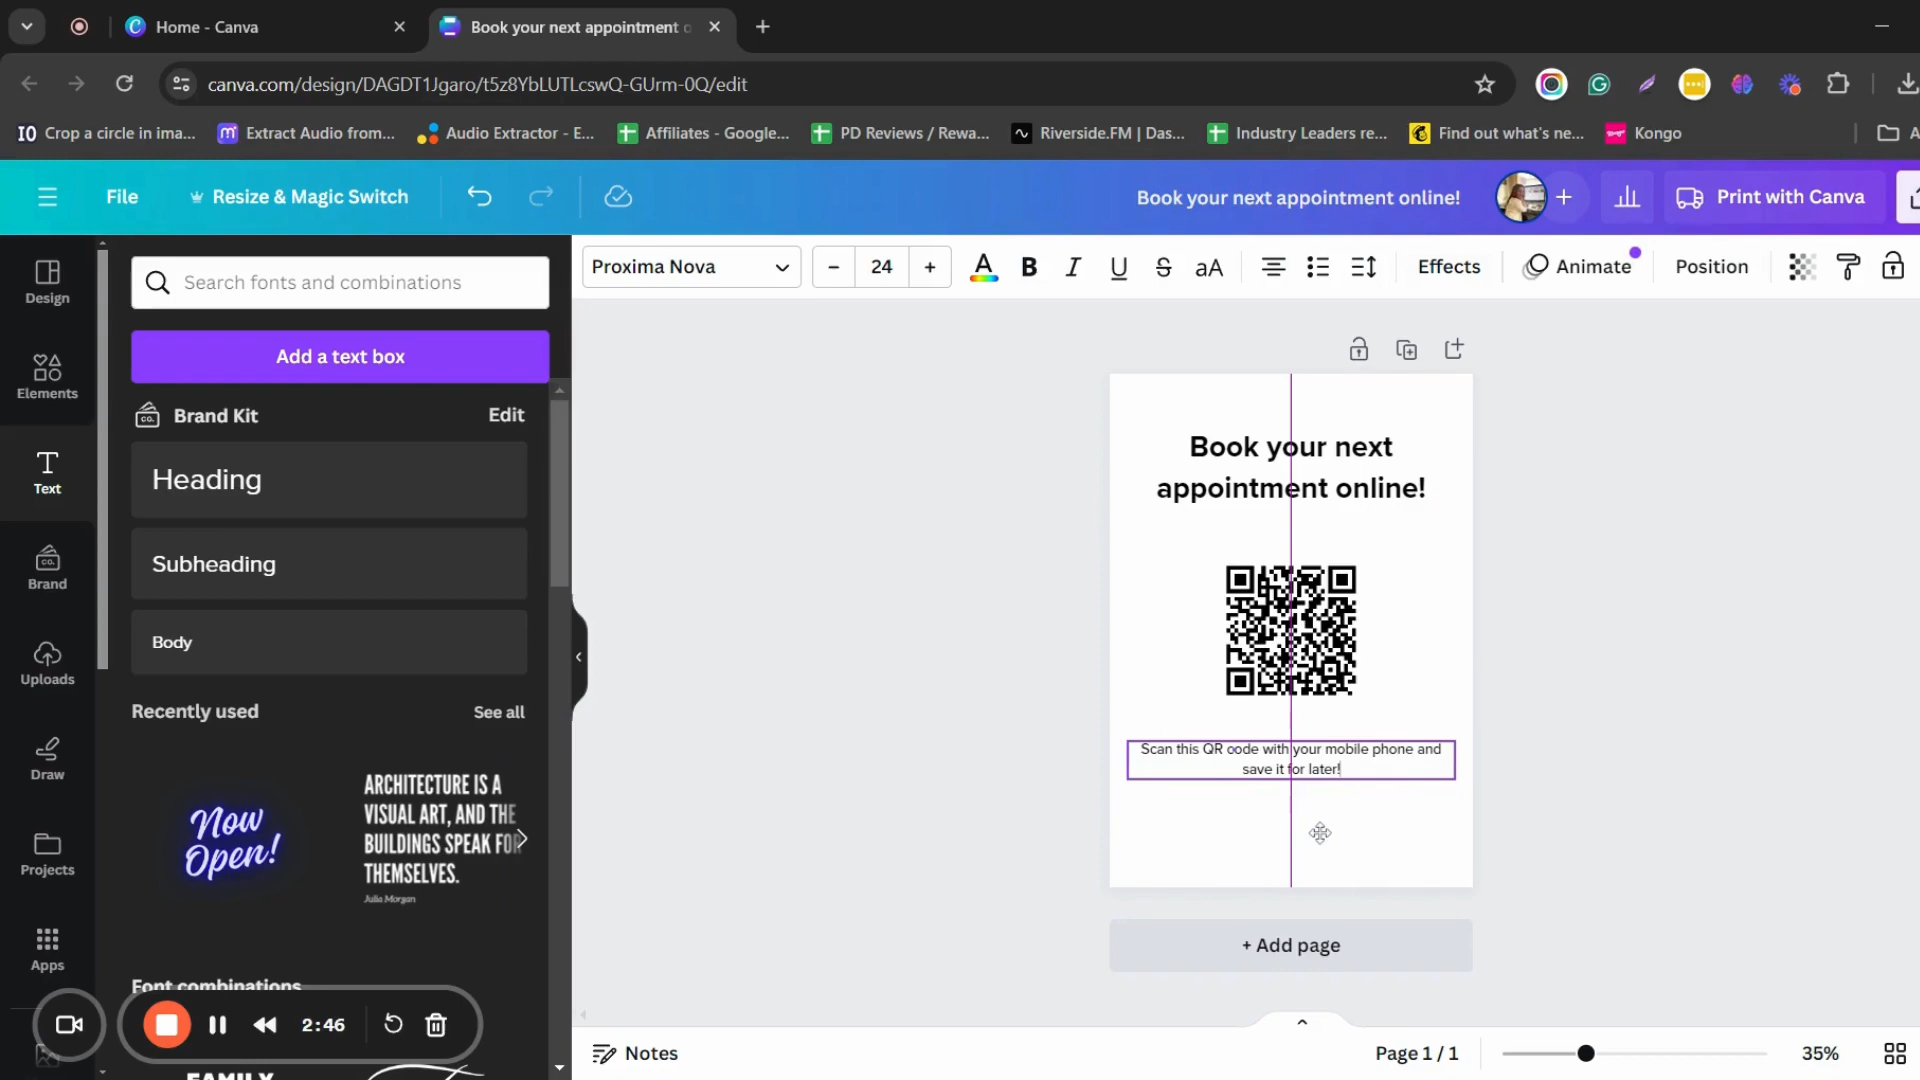 Home - Canva
Book your next appointment o
canva.com/design/DAGDT1Jgaro/t5z8YbLUTLcswQ-GUrm-0Q/edit
Crop a circle in ima...
Extract Audio from...
Audio Extractor - E...
Affiliates - Google...
PD Reviews / Rewa...
Riverside.FM | Das...
Industry Leaders re...
Find out what's ne...
Kongo
A
File
Resize & Magic Switch
Book your next appointment online!
Print with Canva
Design
Elements
Text
Brand
Uploads
Draw
Projects
Apps
Search fonts and combinations
Add a text box
Brand Kit
Edit
Heading
Subheading
Body
Recently used
See all
Now
Open!
ARCHITECTURE IS A
VISUAL ART, AND THE
BUILDINGS SPEAK FOR
THEMSELVES.
Julia Morgan
Font combinations
FAMILY
2:46
Proxima Nova
24
A
B
I
U
S
aA
Effects
Animate
Position
Book your next
appointment online!
Scan this QR code with your mobile phone and
save it for later!
+ Add page
Notes
Page 1 / 1
35%